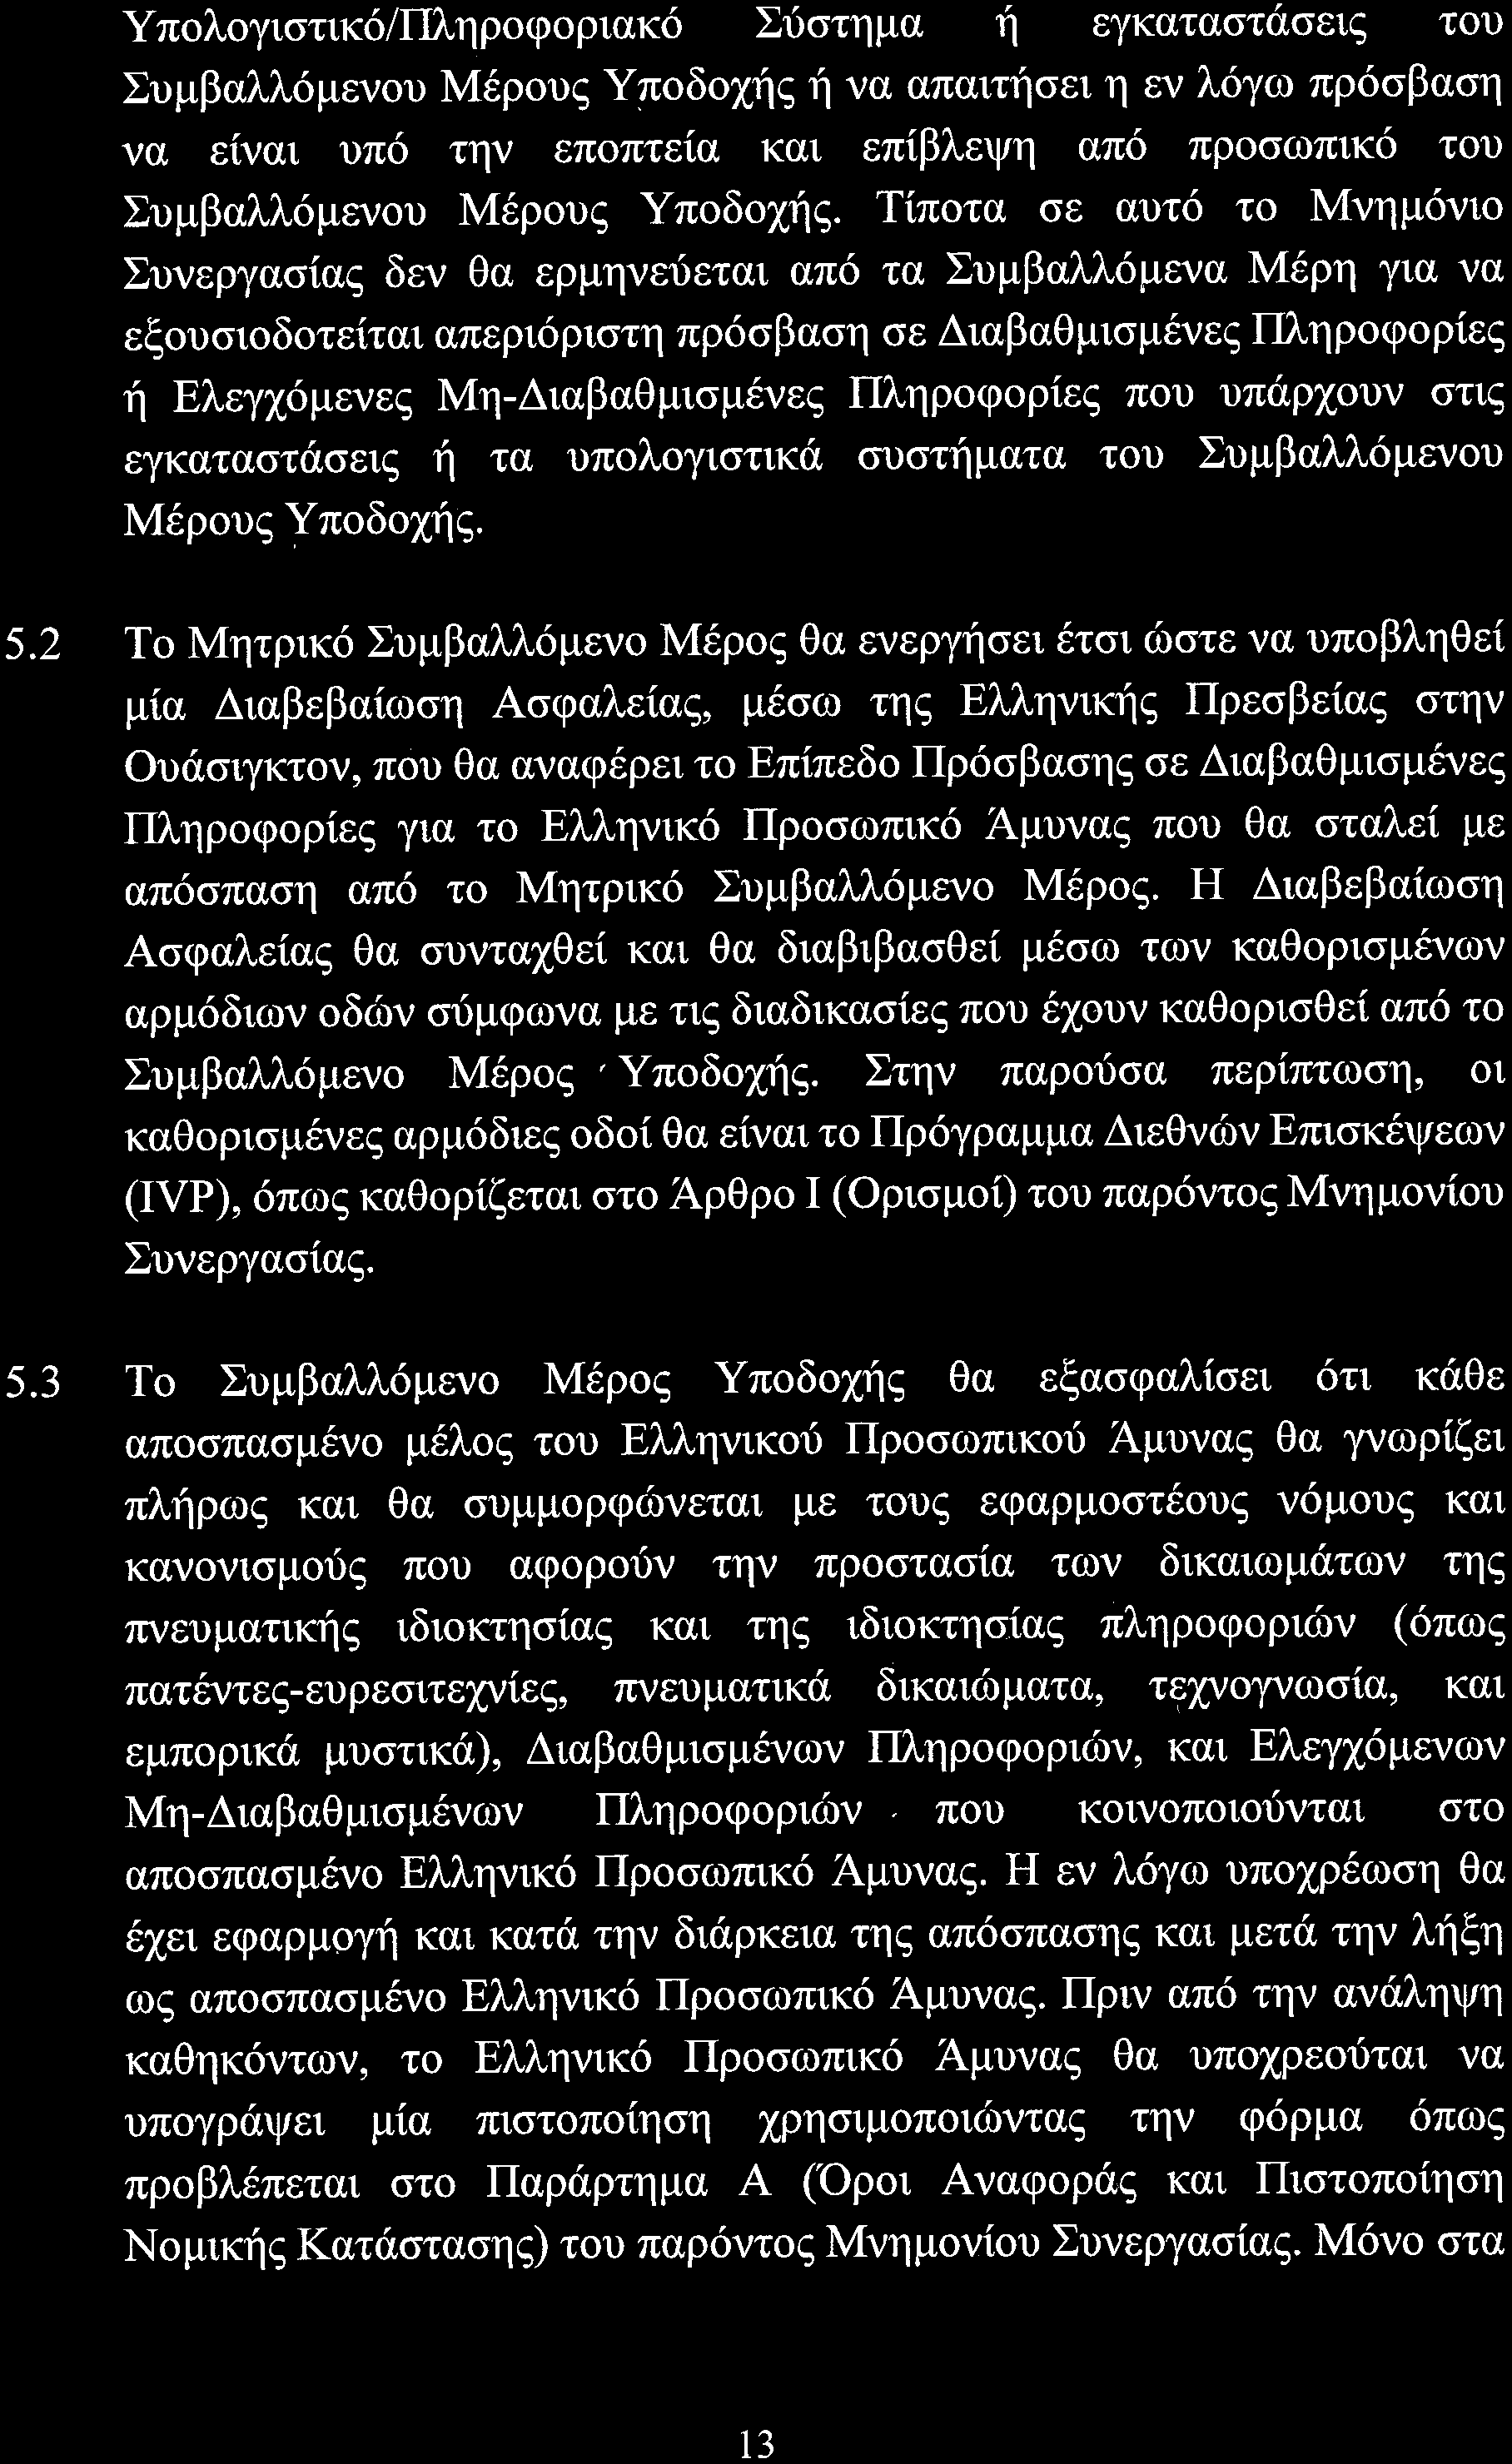 Υπολογιστικό/Πληροφοριακό Σύστημα ή εγκαταστάσεις του
Συμβαλλόμενου Μέρους Υποδοχής ή να απαιτήσει η εν λόγω πρόσβαση
να είναι υπό την εποπτεία και επίβλεψη από προσωπικό του
Συμβαλλόμενου Μέρους Υποδοχής. Τίποτα σε αυτό το Μνημόνιο
Συνεργασίας δεν θα ερμηνεύεται από τα Συμβαλλόμενα Μέρη για να
εξουσιοδοτείται απεριόριστη πρόσβαση σε Διαβαθμισμένες Πληροφορίες
ή Ελεγχόμενες Μη-Διαβαθμισμένες Πληροφορίες που υπάρχουν στις
εγκαταστάσεις ή τα υπολογιστικά συστήματα του Συμβαλλόμενου
Μέρους Υποδοχής.
5.2 Το Μητρικό Συμβαλλόμενο Μέρος θα ενεργήσει έτσι ώστε να υποβληθεί
μία Διαβεβαίωση Ασφαλείας, μέσω της Ελληνικής Πρεσβείας στην
Ουάσιγκτον, που θα αναφέρει το Επίπεδο Πρόσβασης σε Διαβαθμισμένες
Πληροφορίες για το Ελληνικό Προσωπικό Άμυνας που θα σταλεί με
απόσπαση από το Μητρικό Συμβαλλόμενο Μέρος. Η Διαβεβαίωση
Ασφαλείας θα συνταχθεί και θα διαβιβασθεί μέσω των καθορισμένων
αρμόδιων οδών σύμφωνα με τις διαδικασίες που έχουν καθορισθεί από το
Συμβαλλόμενο Μέρος Υποδοχής. Στην παρούσα περίπτωση, οι
καθορισμένες αρμόδιες οδοί θα είναι το Πρόγραμμα Διεθνών Επισκέψεων
(IVP), όπως καθορίζεται στο Άρθρο Ι (Ορισμοί) του παρόντος Μνημονίου
Συνεργασίας.
5.3 Το Συμβαλλόμενο Μέρος Υποδοχής θα εξασφαλίσει ότι κάθε
αποσπασμένο μέλος του Ελληνικού Προσωπικού Άμυνας θα γνωρίζει
πλήρως και θα συμμορφώνεται με τους εφαρμοστέους νόμους και
κανονισμούς που αφορούν την προστασία των δικαιωμάτων της
πνευματικής ιδιοκτησίας και της ιδιοκτησίας πληροφοριών (όπως
πατέντες-ευρεσιτεχνίες, πνευματικά δικαιώματα, τεχνογνωσία, και
εμπορικά μυστικά), Διαβαθμισμένων Πληροφοριών, και Ελεγχόμενων
Μη-Διαβαθμισμένων Πληροφοριών που κοινοποιούνται στο
αποσπασμένο Ελληνικό Προσωπικό Άμυνας. Η εν λόγω υποχρέωση θα
έχει εφαρμογή και κατά την διάρκεια της απόσπασης και μετά την λήξη
ως αποσπασμένο Ελληνικό Προσωπικό Άμυνας. Πριν από την ανάληψη
καθηκόντων, το Ελληνικό Προσωπικό Άμυνας θα υποχρεούται να
υπογράψει μία πιστοποίηση χρησιμοποιώντας την φόρμα όπως
προβλέπεται στο Παράρτημα Α (Όροι Αναφοράς και Πιστοποίηση
Νομικής Κατάστασης) του παρόντος Μνημονίου Συνεργασίας. Μόνο στα
13